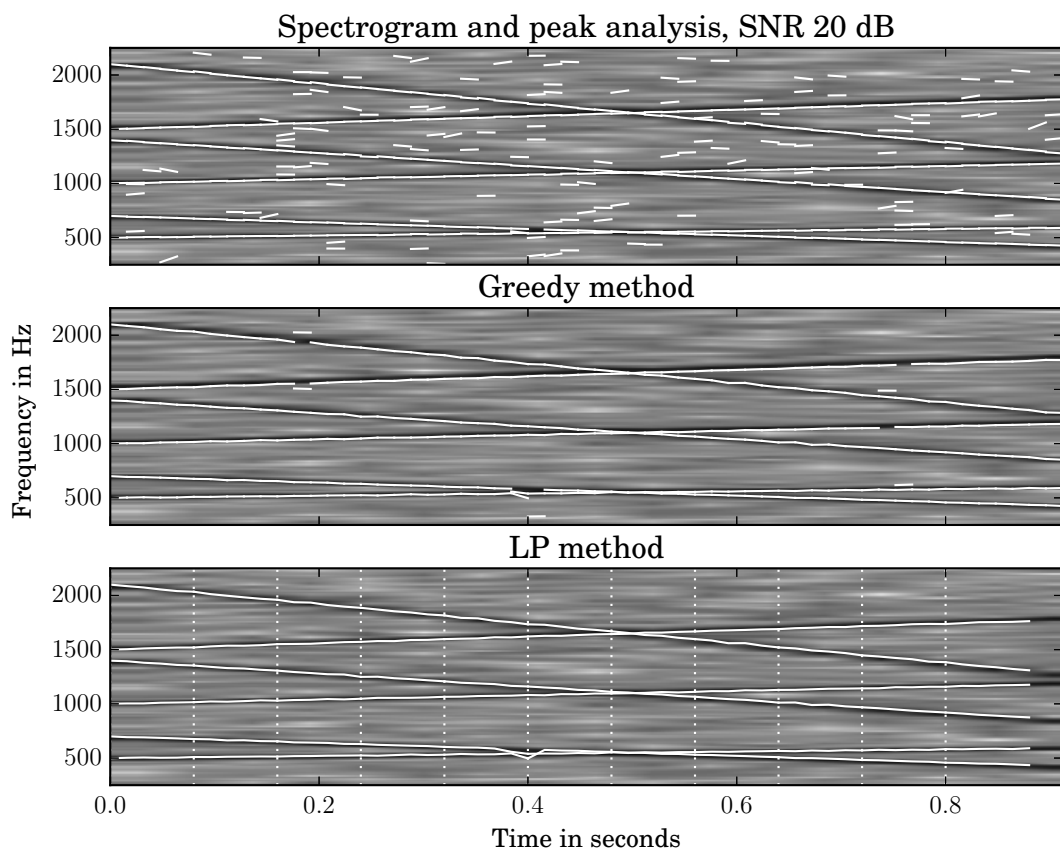 Spectrogram and peak analysis, SNR 20 dB
2000
1500
1000
500
Greedy method
2000
1500
1000
500
Frequency in Hz
LP method
2000
1500
1000
500
0.0 0.2 0.4 0.6 0.8
Time in seconds